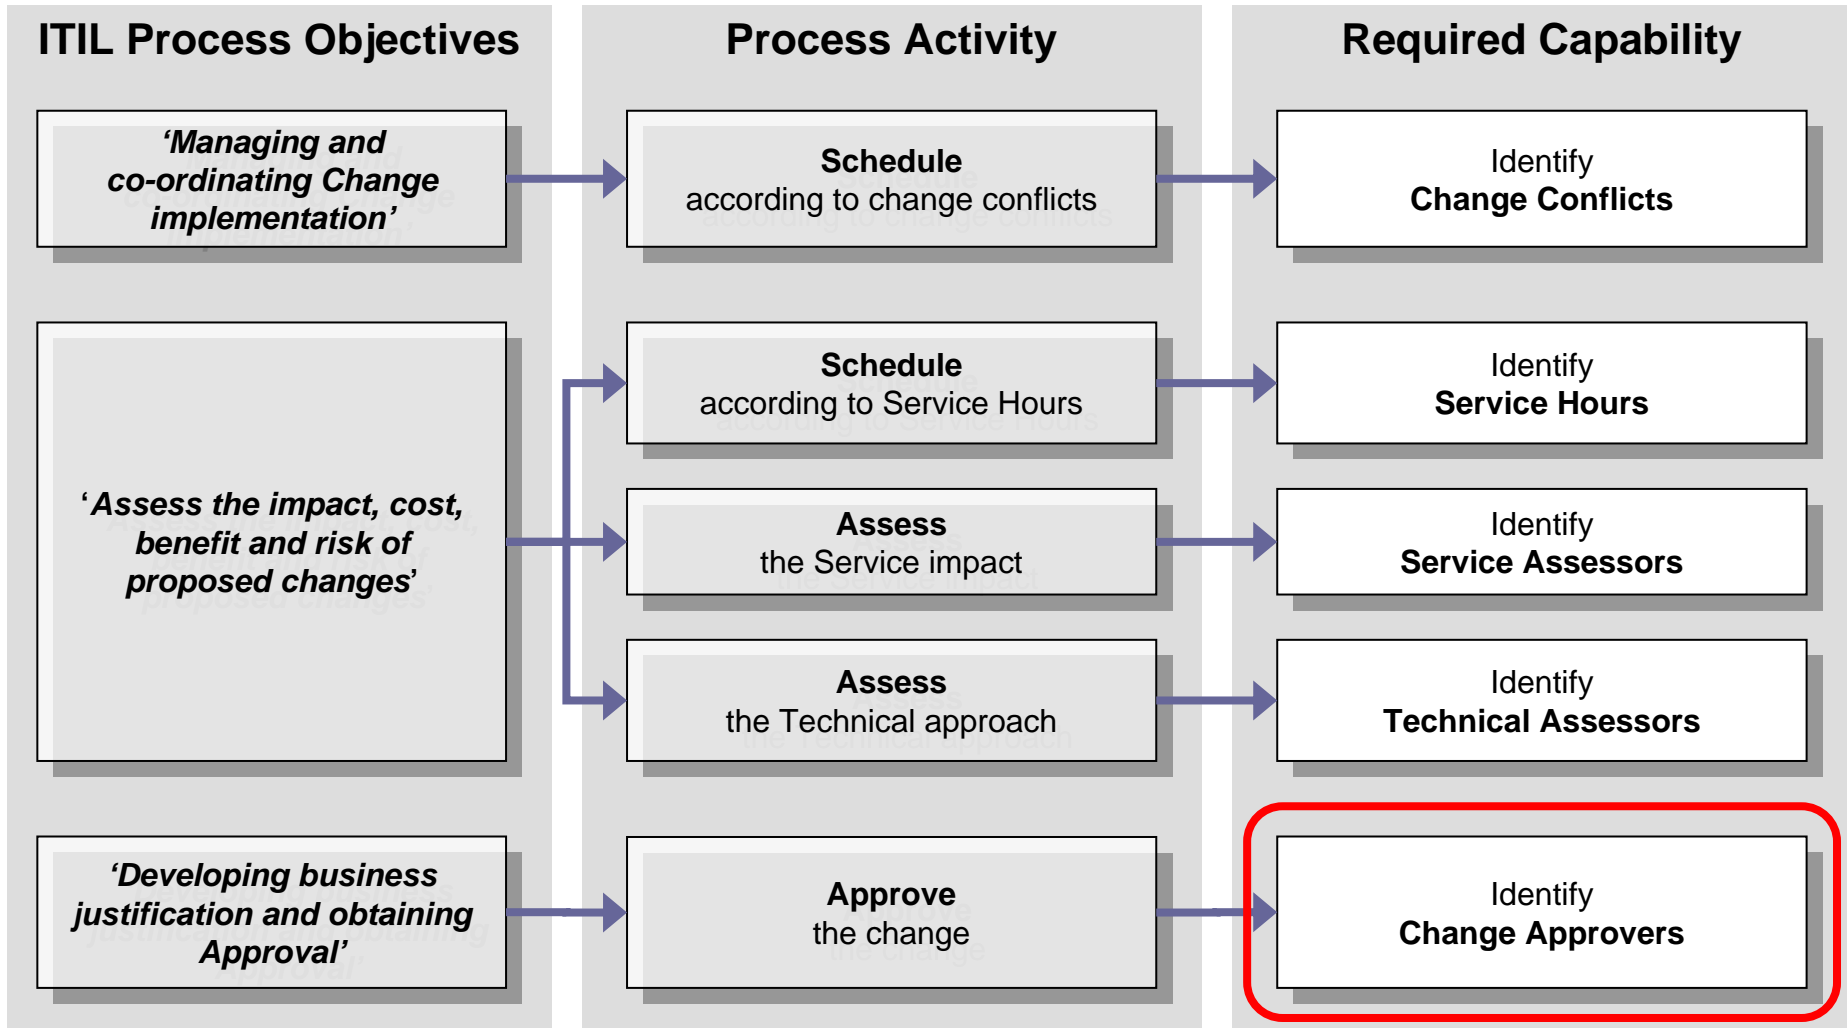 ITIL Process Objectives
Process Activity
Required Capability
‘Managing and
co-ordinating Change
implementation’
Schedule
according to change conflicts
Identify
Change Conflicts
‘Assess the impact, cost,
benefit and risk of
proposed changes’
Schedule
according to Service Hours
Identify
Service Hours
Assess
the Service impact
Identify
Service Assessors
Assess
the Technical approach
Identify
Technical Assessors
‘Developing business
justification and obtaining
Approval’
Approve
the change
Identify
Change Approvers